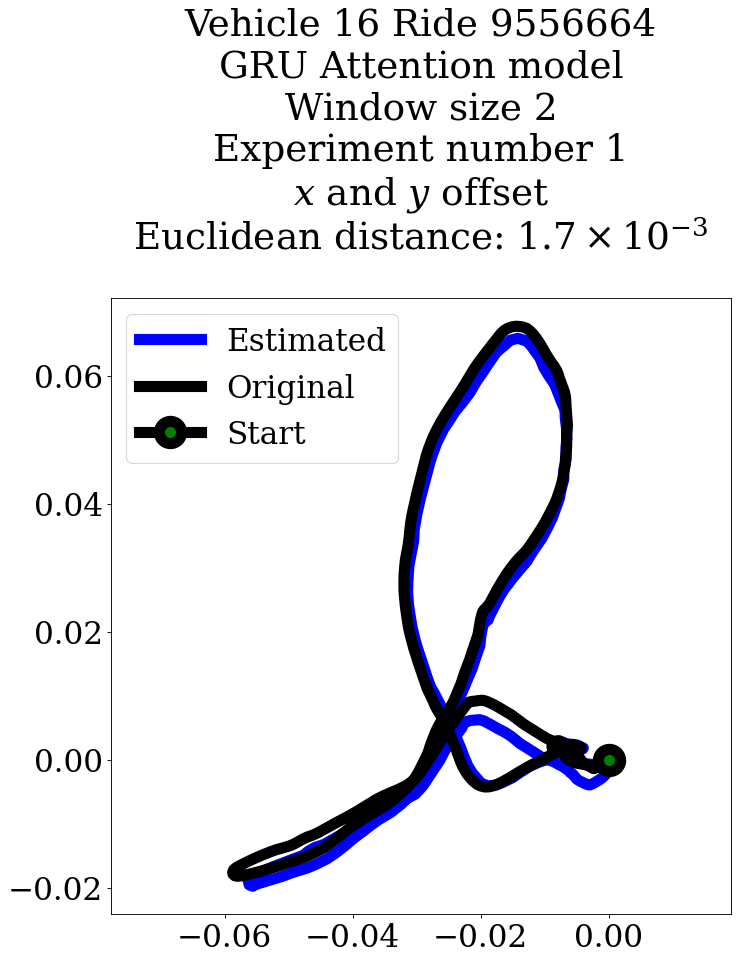 Vehicle 16 Ride 9556664
GRU Attention model
Window size 2
Experiment number 1
x and y offset
Euclidean distance: 1.7 × 10⁻³
Estimated
Original
Start
0.06
0.04
0.02
0.00
−0.02
−0.06 −0.04 −0.02 0.00